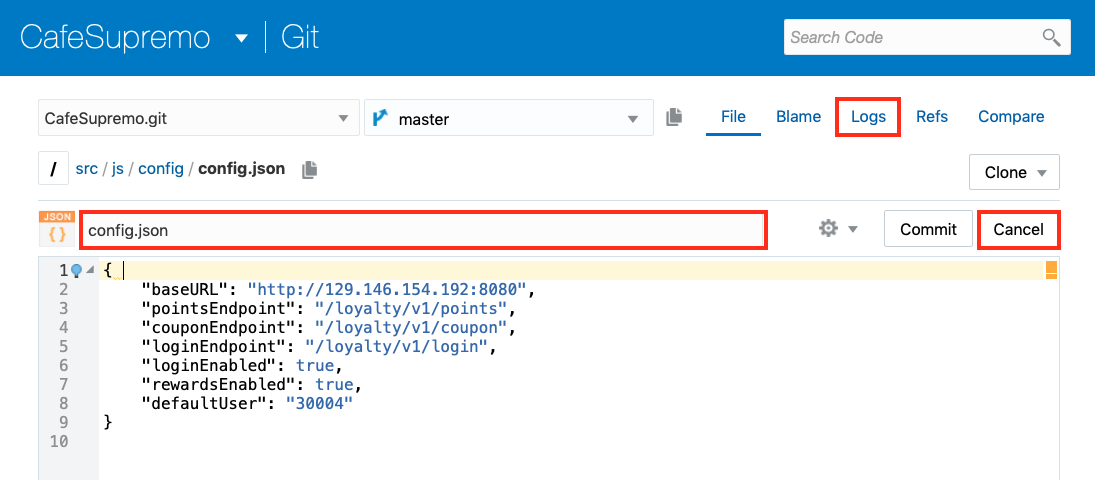 CafeSupremo Git Search Code
CafeSupremo.git master File Blame Logs Refs Compare
/ src / js / config / config.json Clone
JSON
{ } config.json Commit Cancel
1 {
2 "baseURL": "http://129.146.154.192:8080",
3 "pointsEndpoint": "/loyalty/v1/points",
4 "couponEndpoint": "/loyalty/v1/coupon",
5 "loginEndpoint": "/loyalty/v1/login",
6 "loginEnabled": true,
7 "rewardsEnabled": true,
8 "defaultUser": "30004"
9 }
10